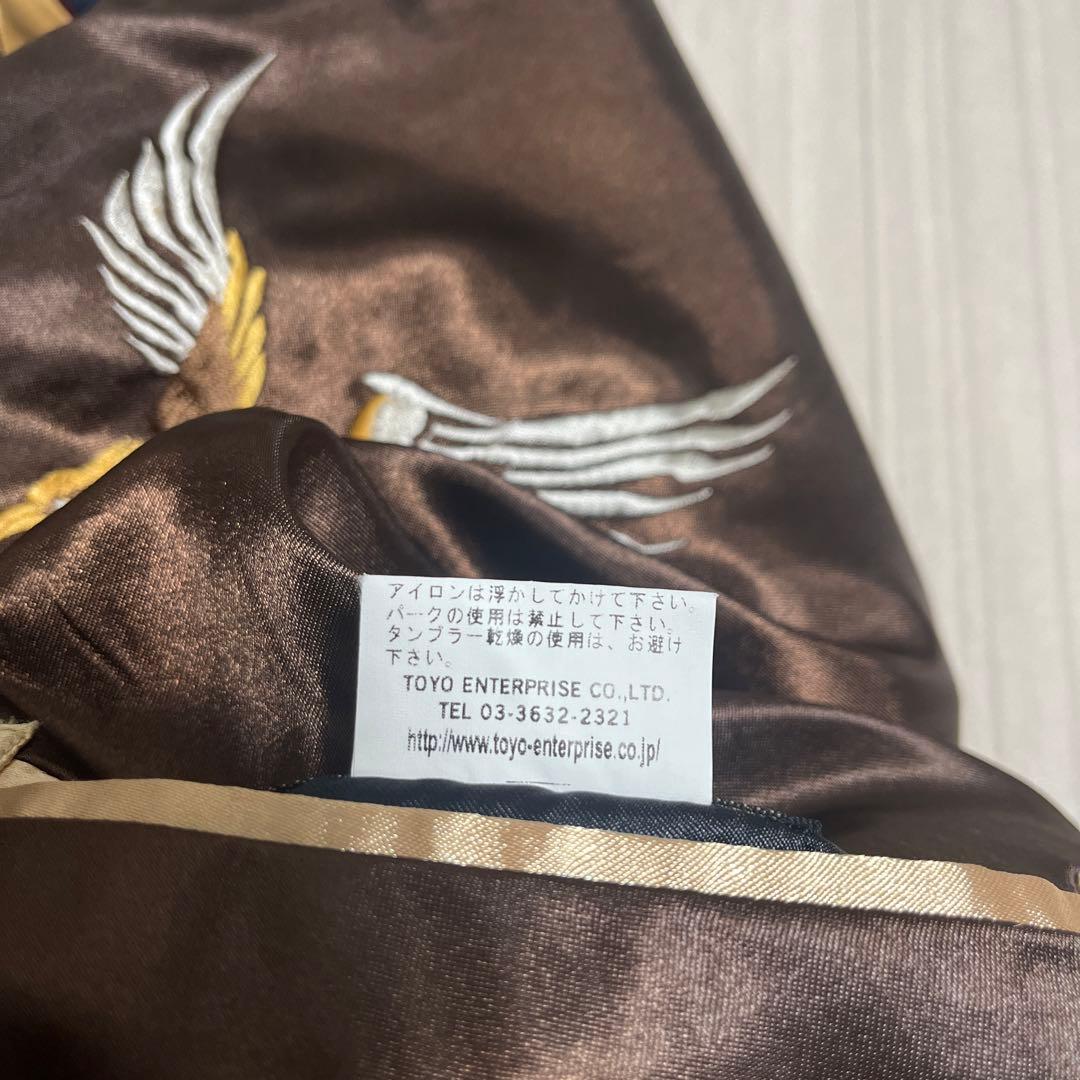 アイロンは浮かしてかけて下さい。
パークの使用は禁止して下さい。
タンブラー乾燥の使用は、お避け
下さい。
TOYO ENTERPRISE CO.,LTD.
TEL 03-3632-2321
http://www.toyo-enterprise.co.jp/